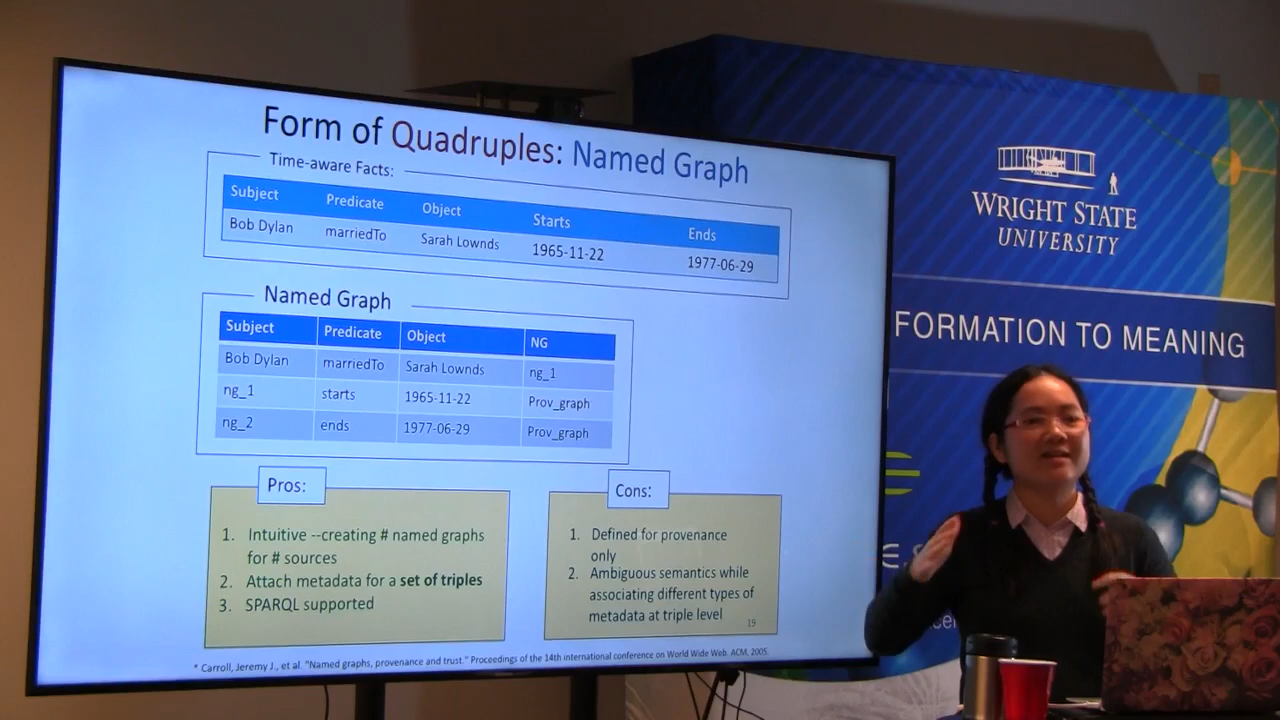 Form of Quadruples: Named Graph
Time-aware Facts:
Subject Predicate Object Starts Ends
Bob Dylan marriedTo Sarah Lownds 1965-11-22 1977-06-29
Named Graph
Subject Predicate Object NG
Bob Dylan marriedTo Sarah Lownds ng_1
ng_1 starts 1965-11-22 Prov_graph
ng_2 ends 1977-06-29 Prov_graph
Pros:
1. Intuitive --creating # named graphs
for # sources
2. Attach metadata for a set of triples
3. SPARQL supported
Cons:
1. Defined for provenance
only
2. Ambiguous semantics while
associating different types of
metadata at triple level
19
* Carroll, Jeremy J., et al. "Named graphs, provenance and trust." Proceedings of the 14th international conference on World Wide Web. ACM, 2005.
WRIGHT STATE
UNIVERSITY
FORMATION TO MEANING